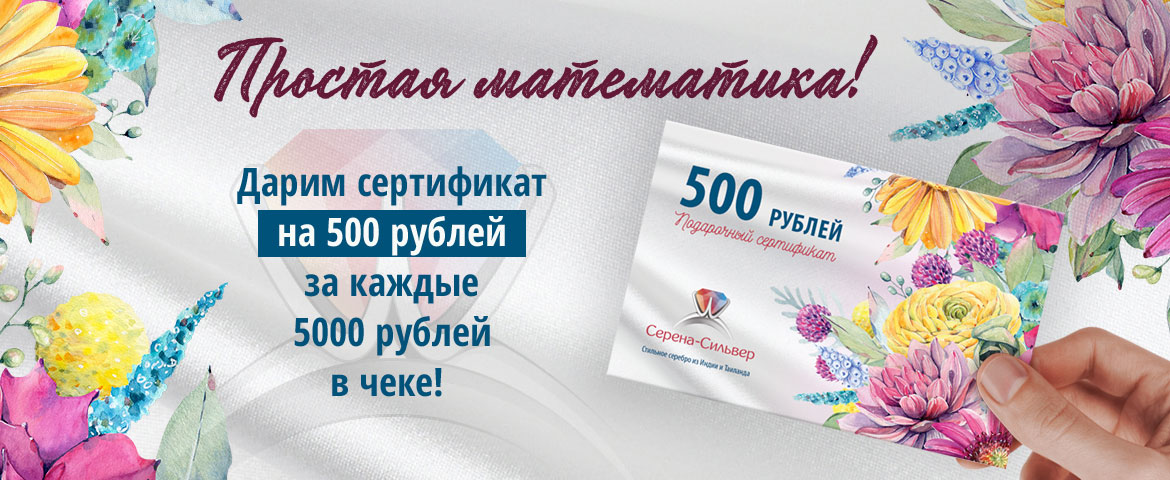 Простая математика!
Дарим сертификат
на 500 рублей
за каждые
5000 рублей
в чеке!
500 РУБЛЕЙ
Подарочный сертификат
Серена-Сильвер
Стильное серебро из Индии и Таиланда